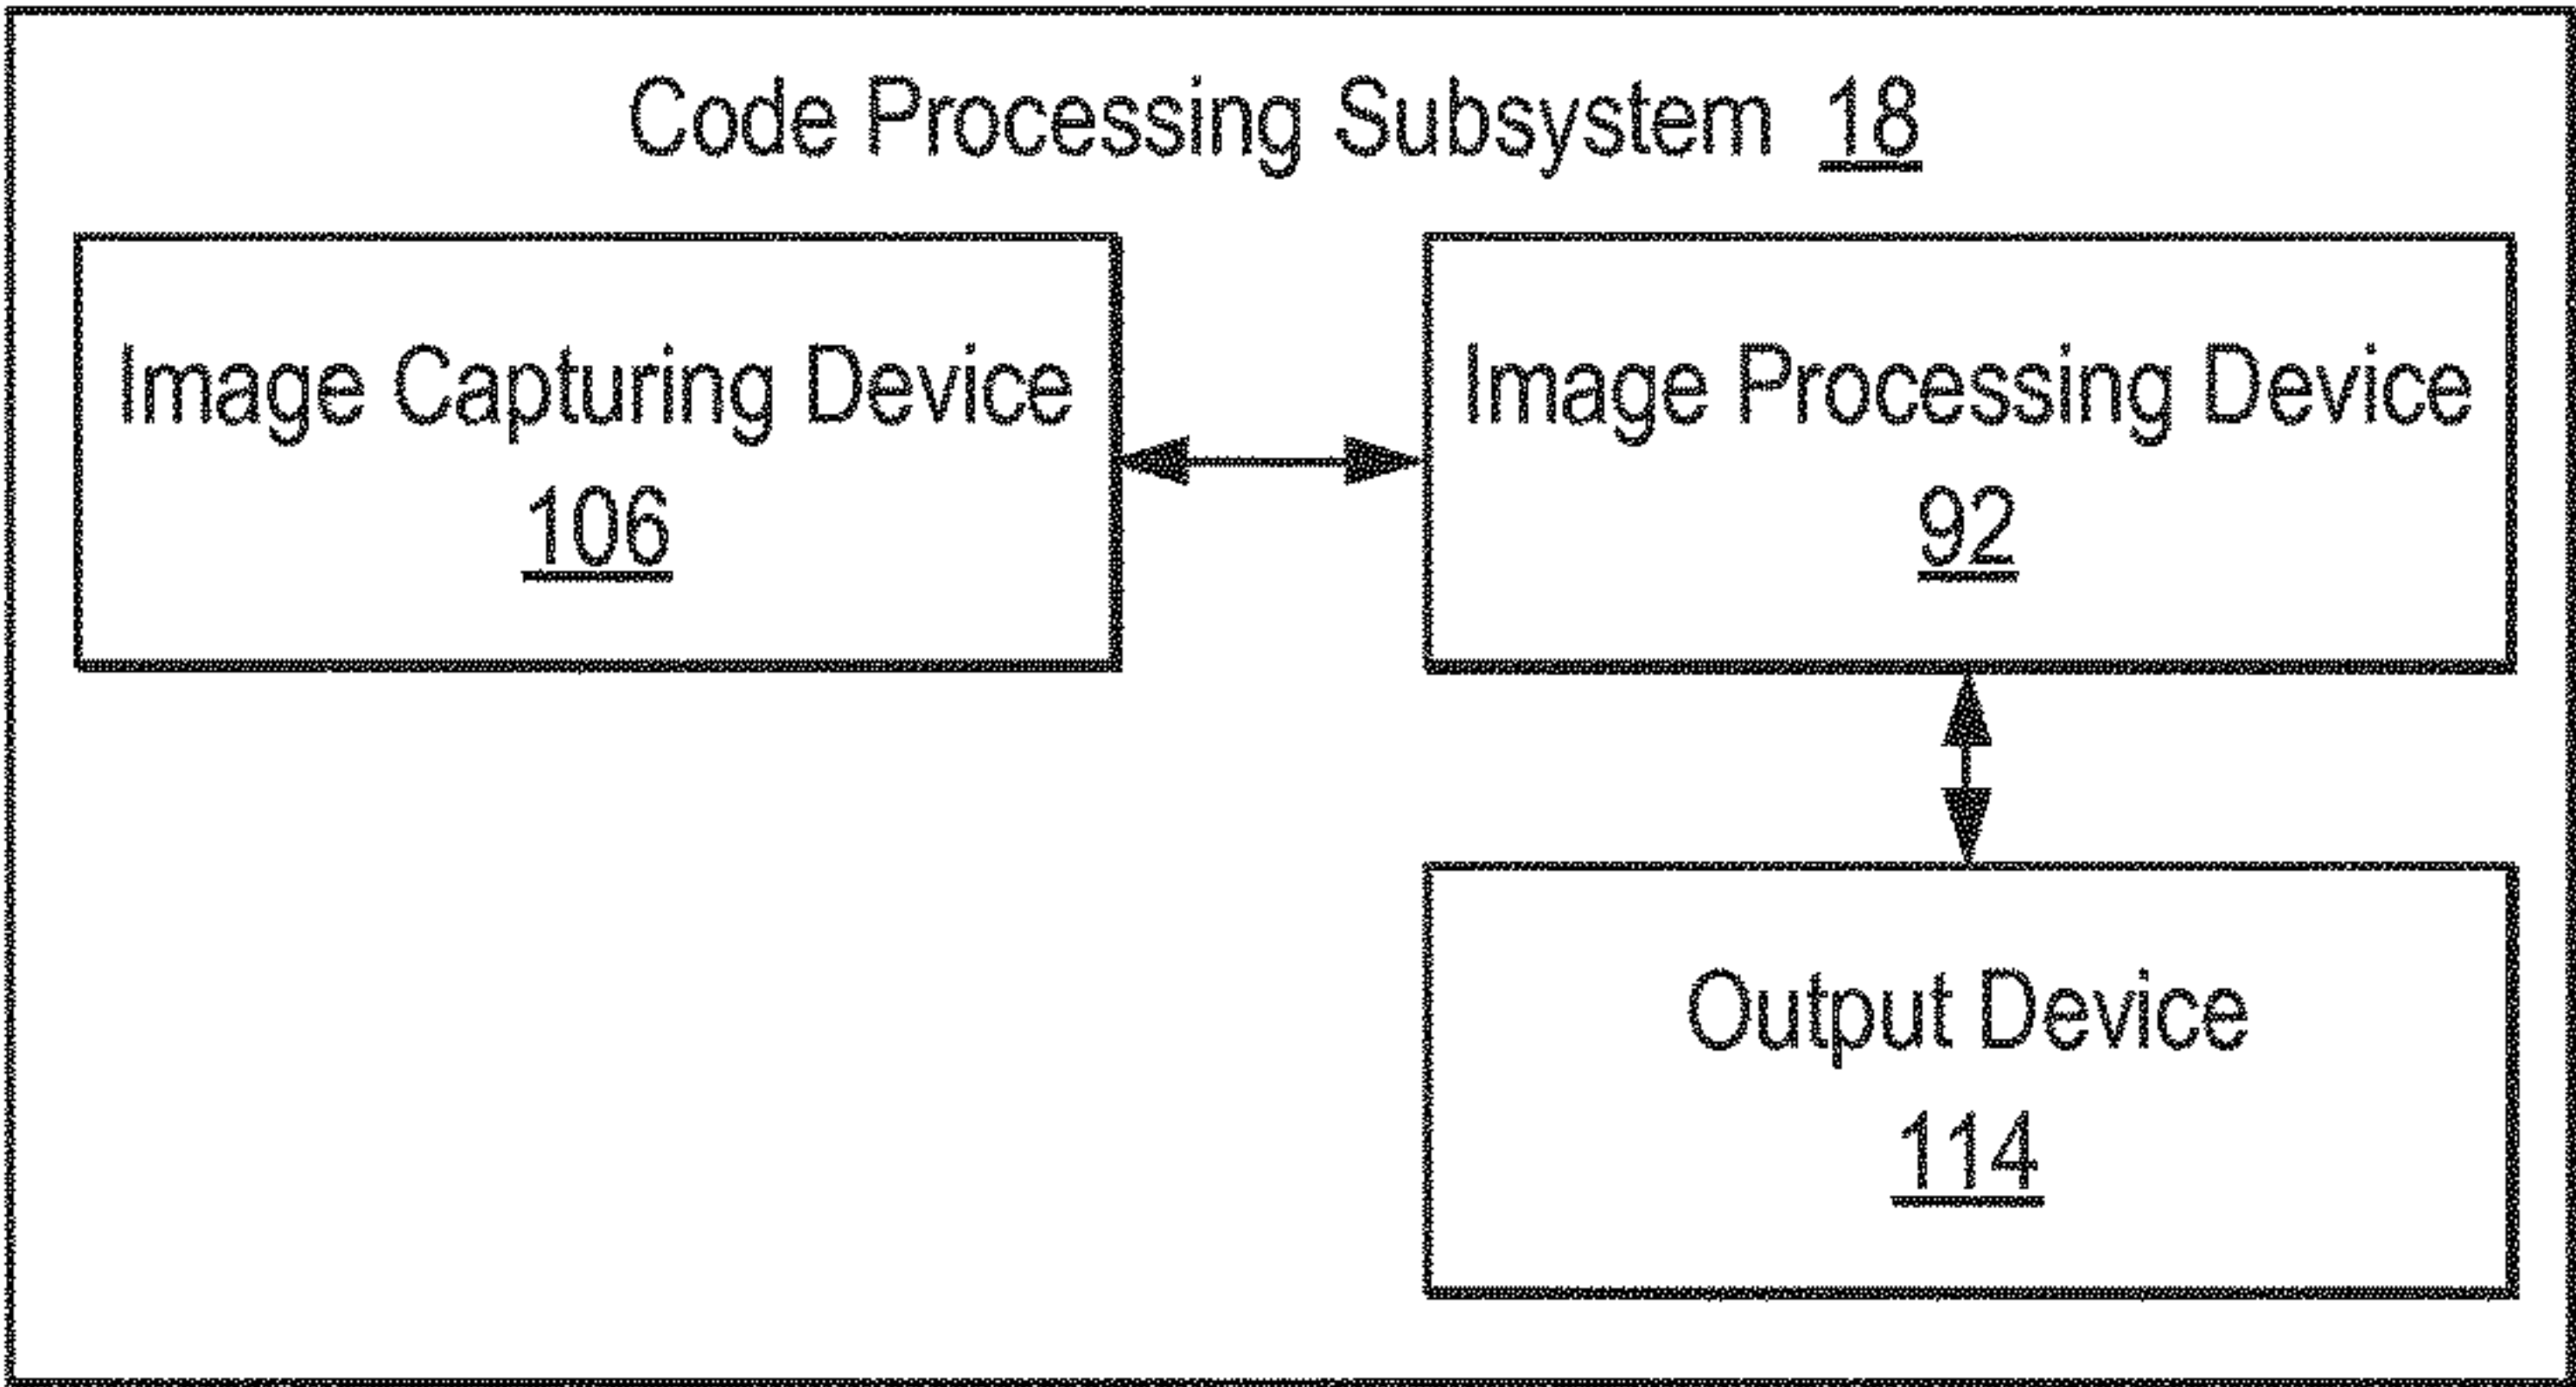 Code Processing Subsystem 18
Image Capturing Device
106
Image Processing Device
92
Output Device
114